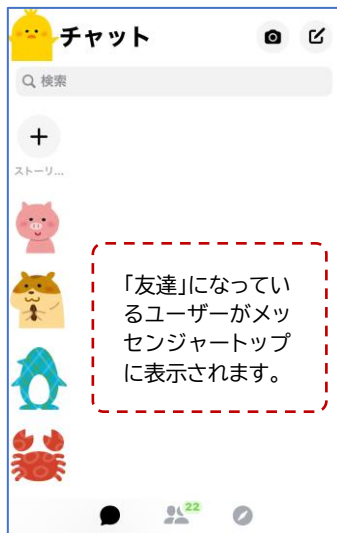 チャット
検索
ストーリ...
「友達」になってい
るユーザーがメッ
センジャートップ
に表示されます。
22